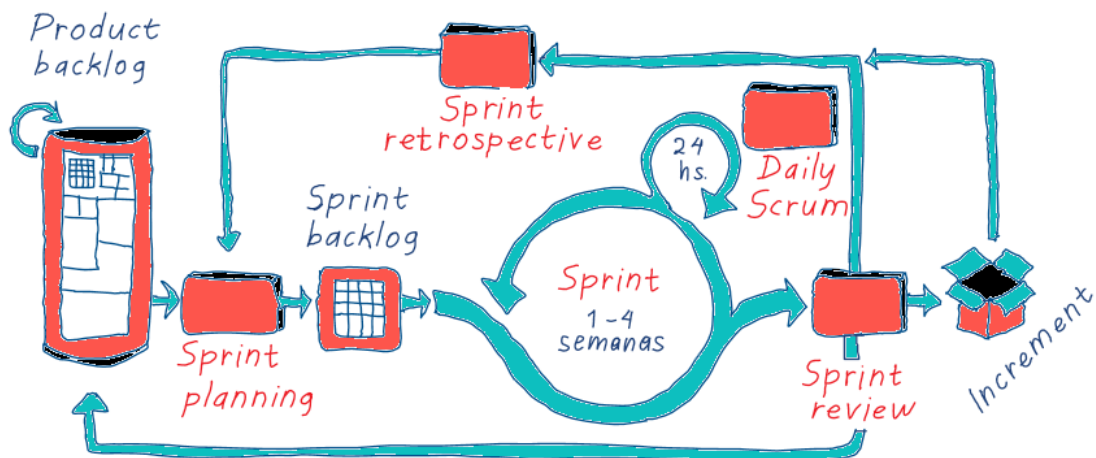 Product
backlog
Sprint
retrospective
24
hs.
Daily
Scrum
Sprint
backlog
Sprint
planning
Sprint
1-4
semanas
Sprint
review
Increment